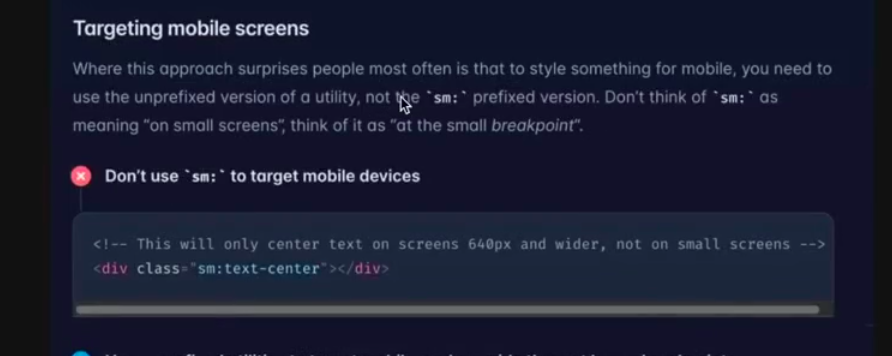 Targeting mobile screens
Where this approach surprises people most often is that to style something for mobile, you need to
use the unprefixed version of a utility, not the `sm:` prefixed version. Don't think of `sm:` as
meaning “on small screens”, think of it as “at the small breakpoint“.
Don't use `sm:` to target mobile devices
<!-- This will only center text on screens 640px and wider, not on small screens -->
<div class="sm:text-center"></div>